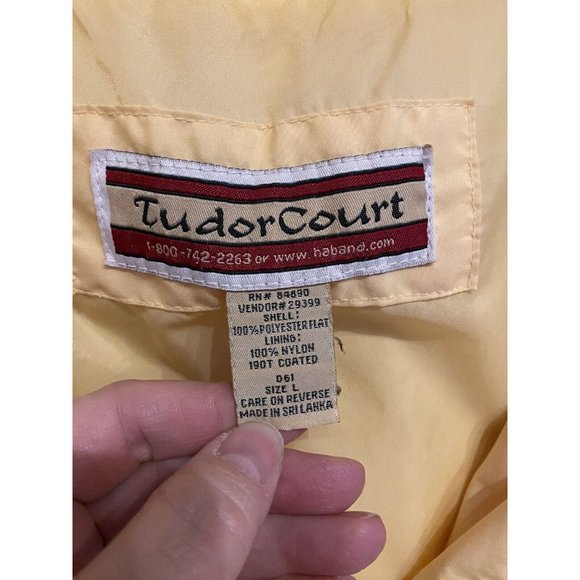 TudorCourt
1-800-742-2263 or www.haband.com
RN# 84690
VENDOR# 29399
SHELL:
100% POLYESTER FLAT
LINING:
100% NYLON
190T COATED
D61
SIZE L
CARE ON REVERSE
MADE IN SRI LANKA